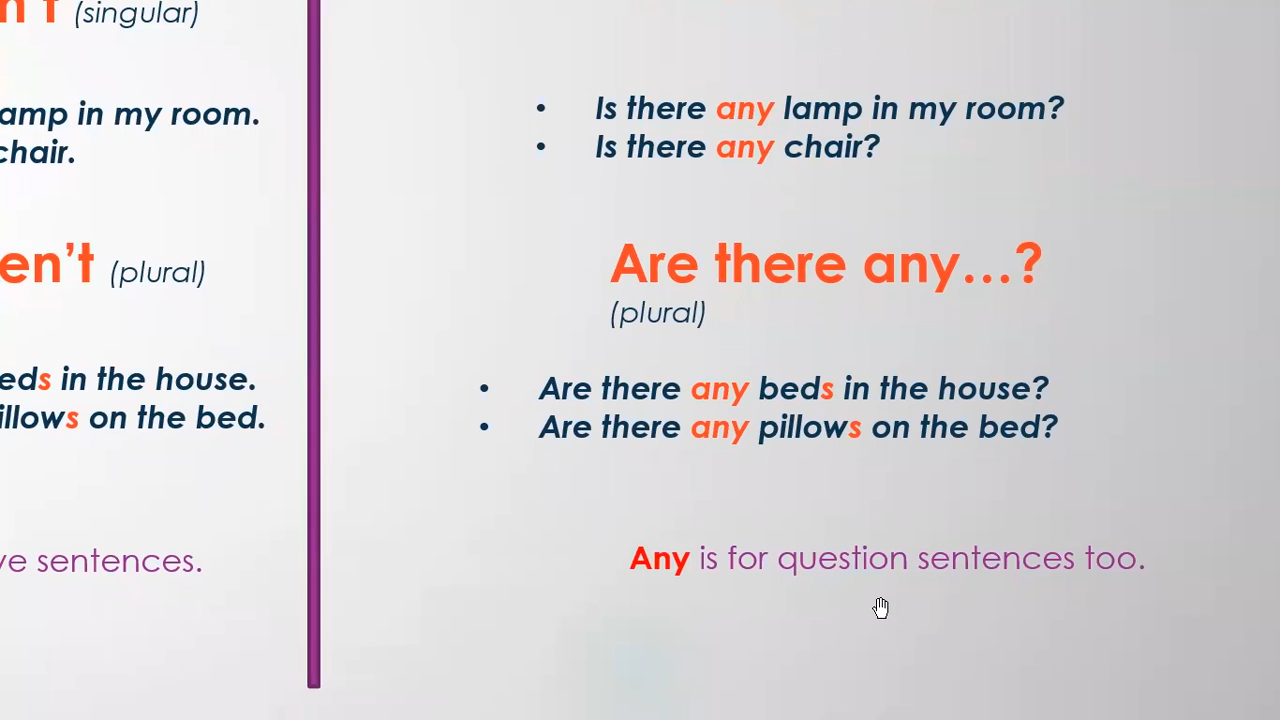 n't (singular)
amp in my room.
chair.
en't (plural)
eds in the house.
illows on the bed.
ve sentences.
• Is there any lamp in my room?
• Is there any chair?
Are there any…?
(plural)
• Are there any beds in the house?
• Are there any pillows on the bed?
Any is for question sentences too.